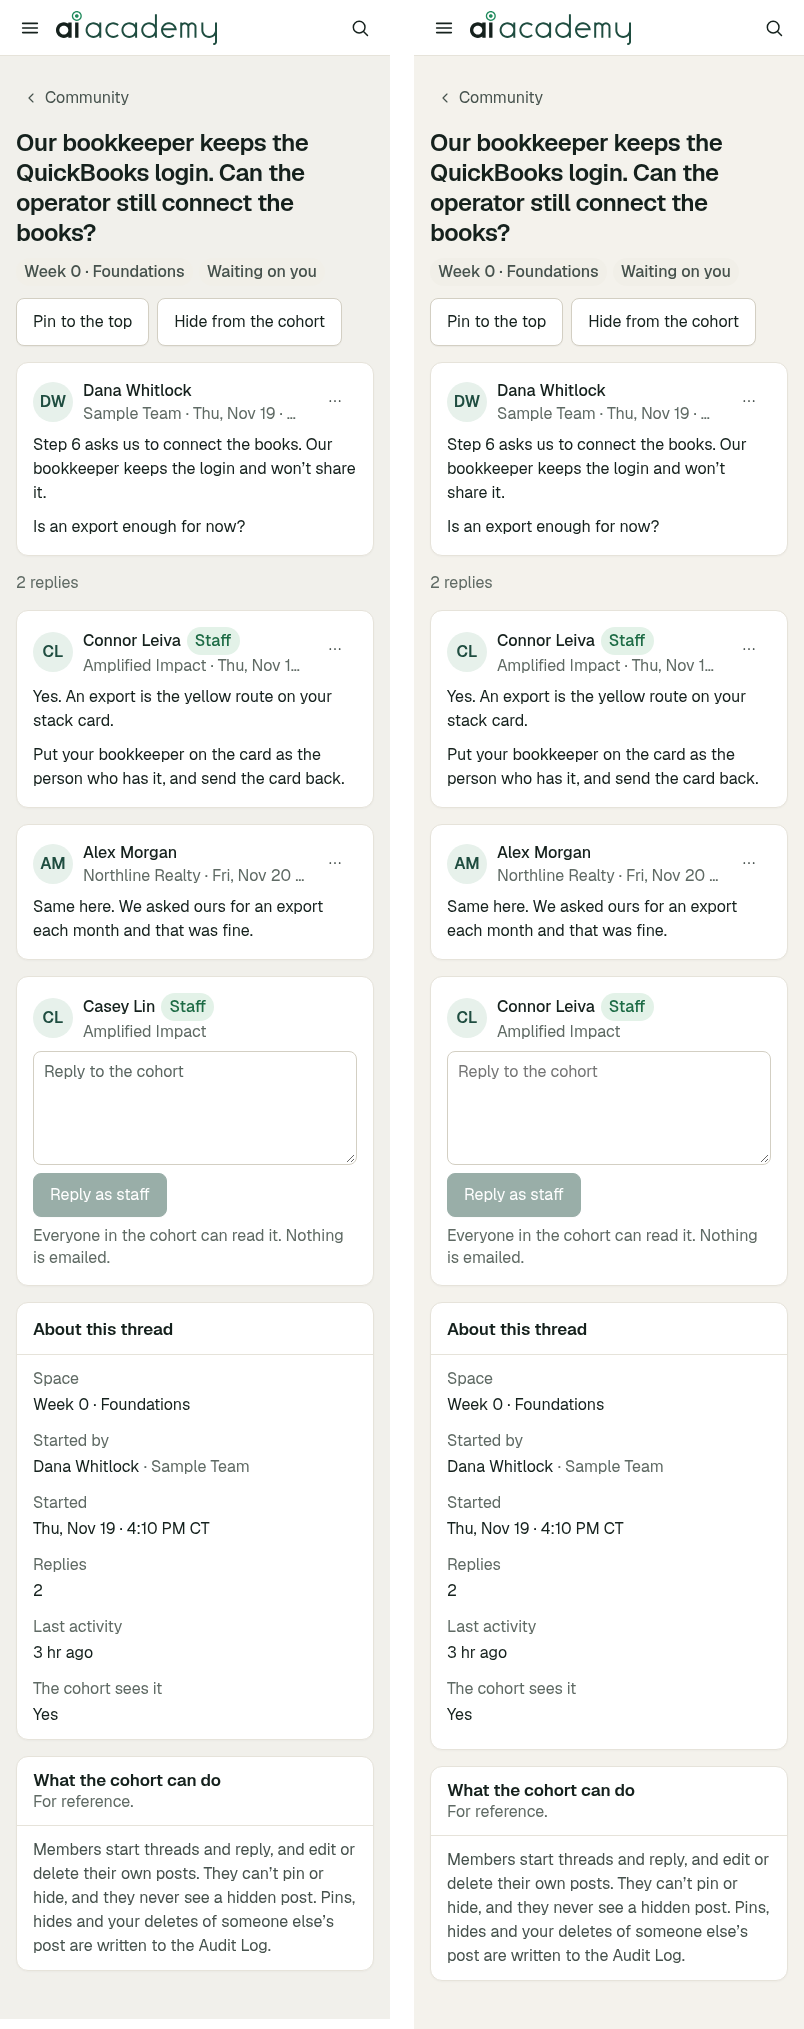 ai academy
Community
Our bookkeeper keeps the
QuickBooks login. Can the
operator still connect the
books?
Week 0 · Foundations
Waiting on you
Pin to the top
Hide from the cohort
DW
Dana Whitlock
Sample Team · Thu, Nov 19 · …
Step 6 asks us to connect the books. Our
bookkeeper keeps the login and won’t share
it.
Is an export enough for now?
2 replies
CL
Connor Leiva
Staff
Amplified Impact · Thu, Nov 1…
Yes. An export is the yellow route on your
stack card.
Put your bookkeeper on the card as the
person who has it, and send the card back.
AM
Alex Morgan
Northline Realty · Fri, Nov 20 …
Same here. We asked ours for an export
each month and that was fine.
CL
Casey Lin
Staff
Amplified Impact
Reply to the cohort
Reply as staff
Everyone in the cohort can read it. Nothing
is emailed.
About this thread
Space
Week 0 · Foundations
Started by
Dana Whitlock · Sample Team
Started
Thu, Nov 19 · 4:10 PM CT
Replies
2
Last activity
3 hr ago
The cohort sees it
Yes
What the cohort can do
For reference.
Members start threads and reply, and edit or
delete their own posts. They can’t pin or
hide, and they never see a hidden post. Pins,
hides and your deletes of someone else’s
post are written to the Audit Log.
ai academy
Community
Our bookkeeper keeps the
QuickBooks login. Can the
operator still connect the
books?
Week 0 · Foundations
Waiting on you
Pin to the top
Hide from the cohort
DW
Dana Whitlock
Sample Team · Thu, Nov 19 · …
Step 6 asks us to connect the books. Our
bookkeeper keeps the login and won’t
share it.
Is an export enough for now?
2 replies
CL
Connor Leiva
Staff
Amplified Impact · Thu, Nov 1…
Yes. An export is the yellow route on your
stack card.
Put your bookkeeper on the card as the
person who has it, and send the card back.
AM
Alex Morgan
Northline Realty · Fri, Nov 20 …
Same here. We asked ours for an export
each month and that was fine.
CL
Connor Leiva
Staff
Amplified Impact
Reply to the cohort
Reply as staff
Everyone in the cohort can read it. Nothing
is emailed.
About this thread
Space
Week 0 · Foundations
Started by
Dana Whitlock · Sample Team
Started
Thu, Nov 19 · 4:10 PM CT
Replies
2
Last activity
3 hr ago
The cohort sees it
Yes
What the cohort can do
For reference.
Members start threads and reply, and edit or
delete their own posts. They can’t pin or
hide, and they never see a hidden post. Pins,
hides and your deletes of someone else’s
post are written to the Audit Log.